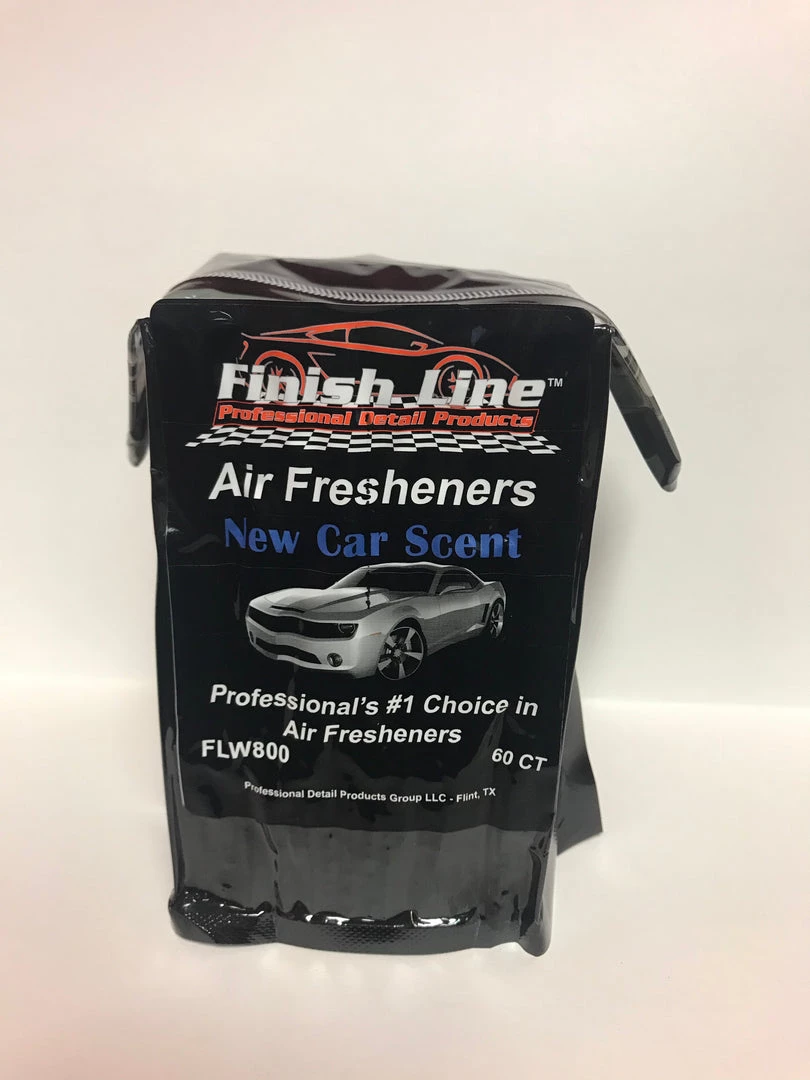 Finish Line™
Professional Detail Products
Air Fresheners
New Car Scent
Professional's #1 Choice in
Air Fresheners
FLW800 60 CT
Professional Detail Products Group LLC - Flint, TX